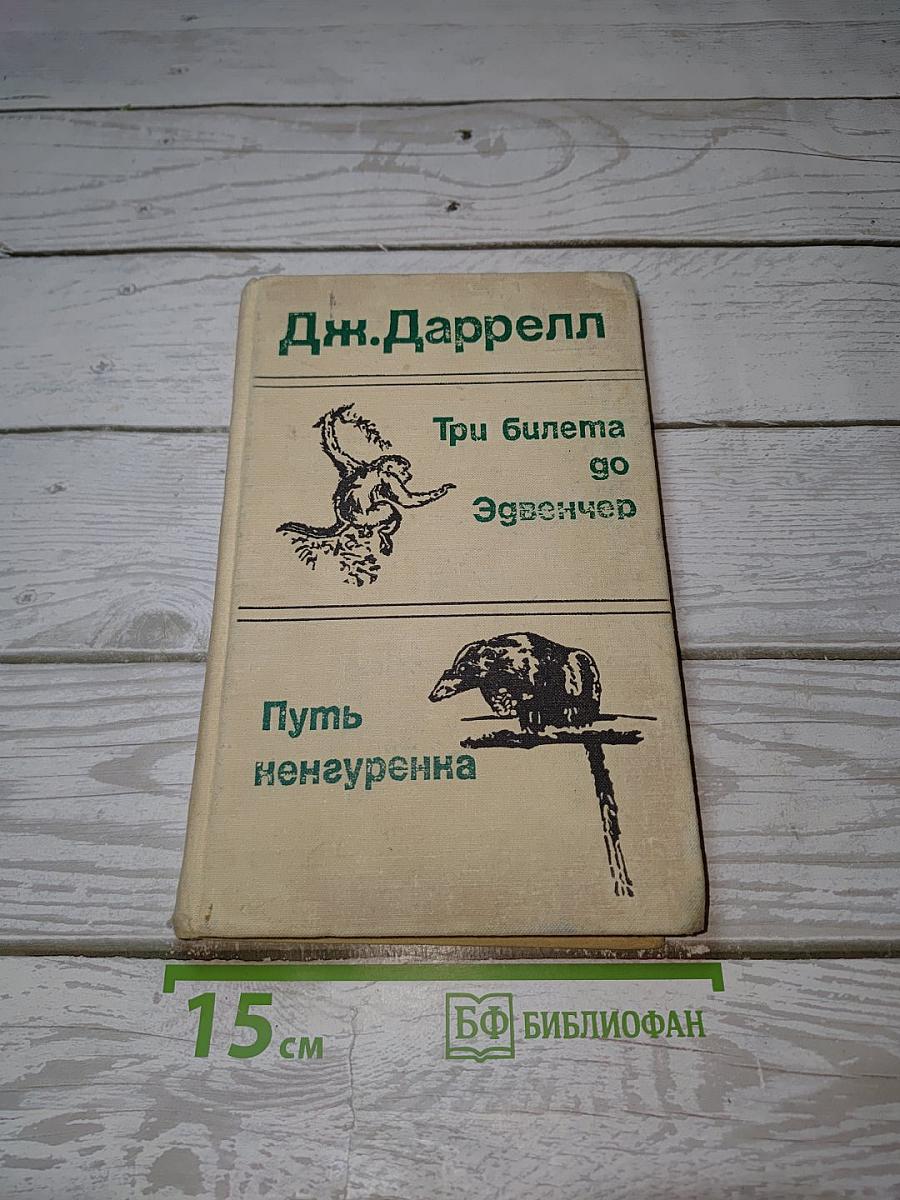 Дж.Даррелл
Три билета
до
Эдвенчер
Путь
кенгуренка
15 см
БФ БИБЛИОФАН